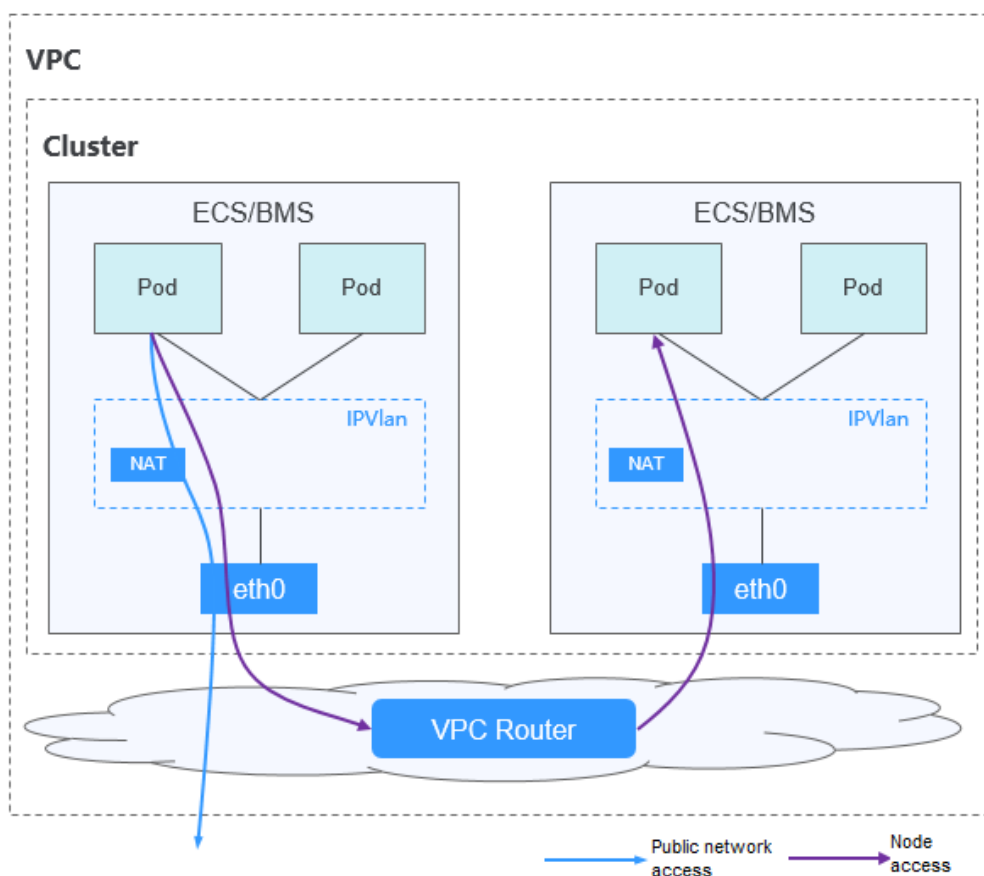 VPC
Cluster
ECS/BMS
Pod
Pod
IPVlan
NAT
eth0
ECS/BMS
Pod
Pod
IPVlan
NAT
eth0
VPC Router
Public network
access
Node
access